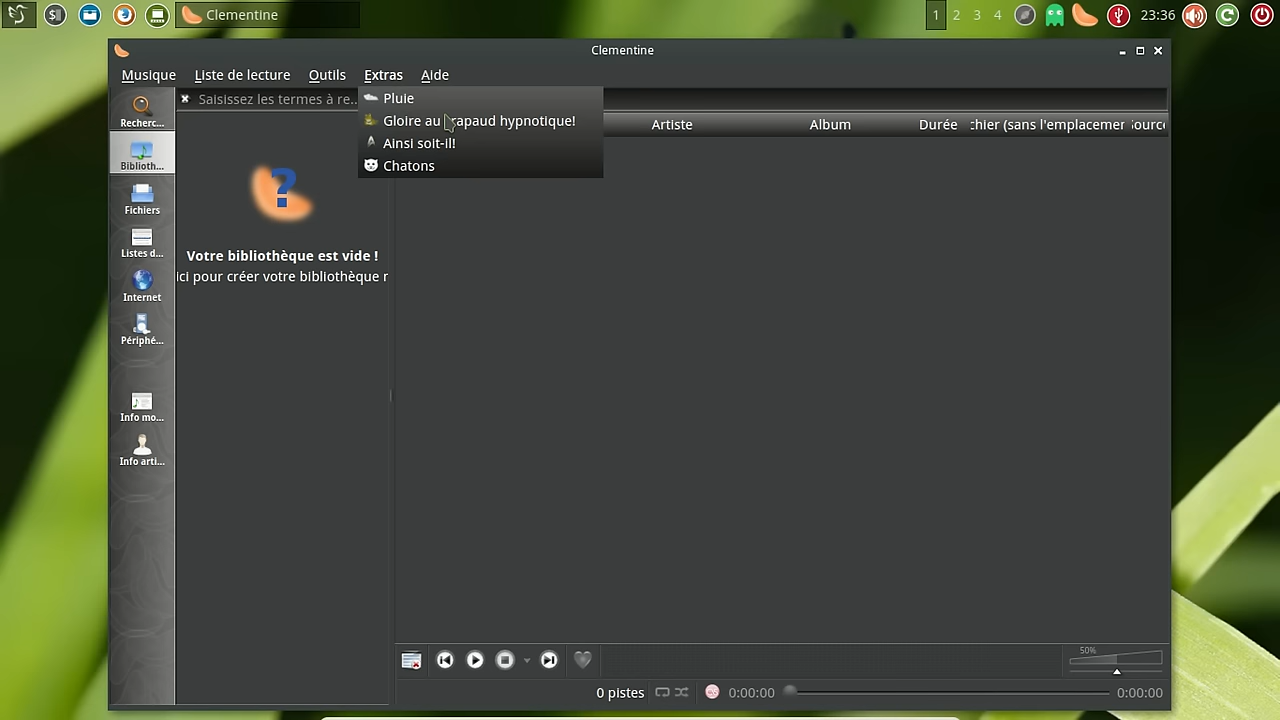 Clementine
1 2 3 4
23:36
Clementine
Musique Liste de lecture Outils Extras Aide
Saisissez les termes à re...
Pluie
Gloire au rapaud hypnotique!
Ainsi soit-il!
Chatons
Artiste Album Durée chier (sans l'emplacemer Source
Recherc...
Biblioth...
Fichiers
Listes d...
Internet
Périphé...
Info mo...
Info arti...
Votre bibliothèque est vide !
Ici pour créer votre bibliothèque r
50%
0 pistes
0:00:00
0:00:00